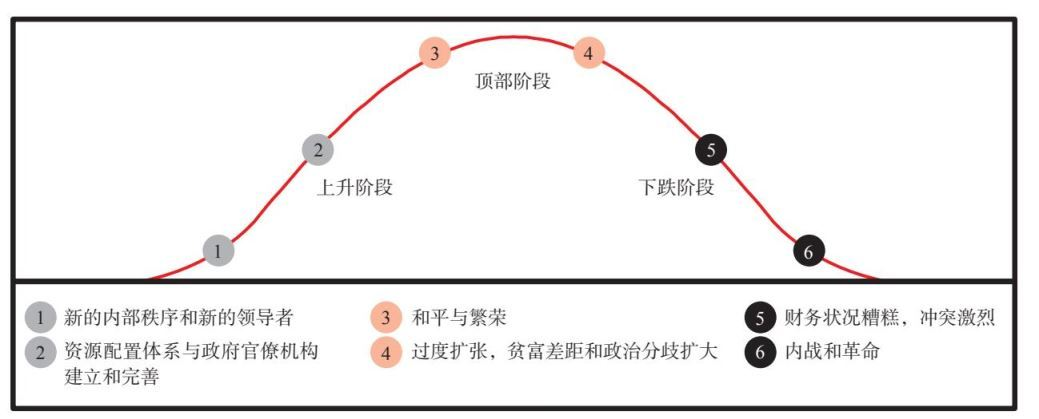 3
4
顶部阶段
2
5
上升阶段
下跌阶段
1
6
1 新的内部秩序和新的领导者
2 资源配置体系与政府官僚机构
建立和完善
3 和平与繁荣
4 过度扩张，贫富差距和政治分歧扩大
5 财务状况糟糕，冲突激烈
6 内战和革命